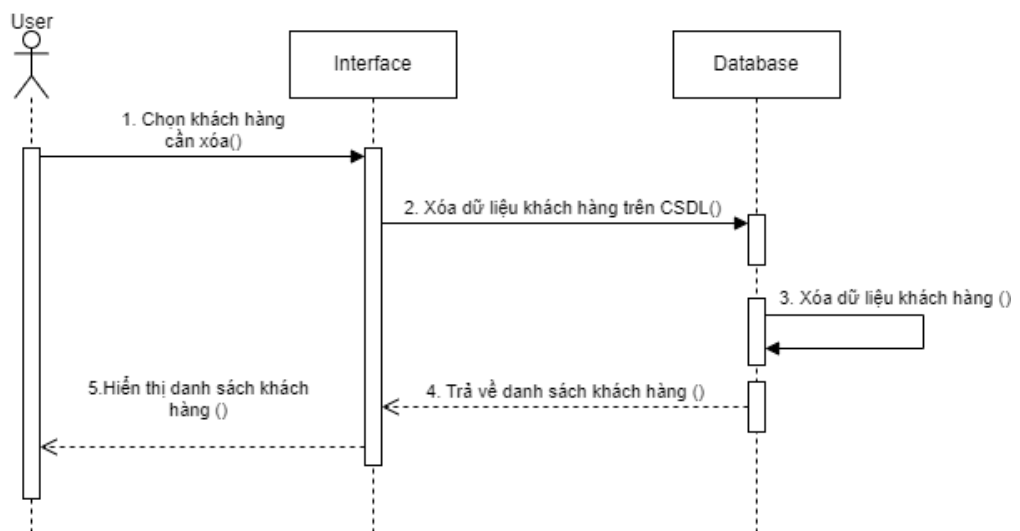 User
Interface
Database
1. Chọn khách hàng
cần xóa()
2. Xóa dữ liệu khách hàng trên CSDL()
3. Xóa dữ liệu khách hàng ()
4. Trả về danh sách khách hàng ()
5.Hiển thị danh sách khách
hàng ()